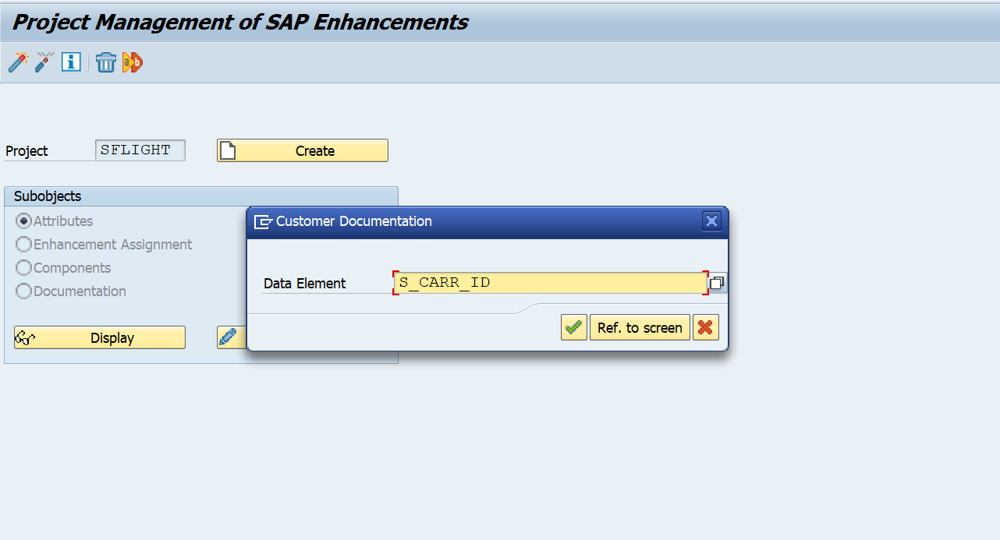 Project Management of SAP Enhancements
Project SFLIGHT Create
Subobjects
Attributes
Enhancement Assignment
Components
Documentation
Display
Customer Documentation
Data Element S_CARR_ID
Ref. to screen